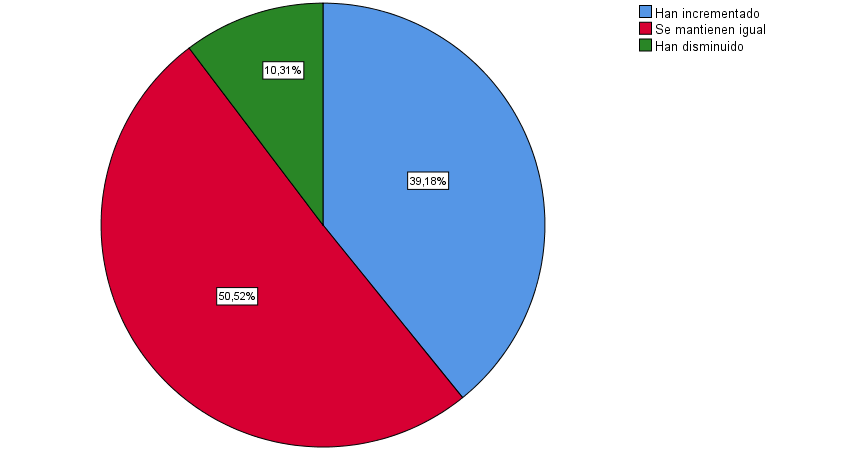 Han incrementado
Se mantienen igual
Han disminuido
10,31%
39,18%
50,52%